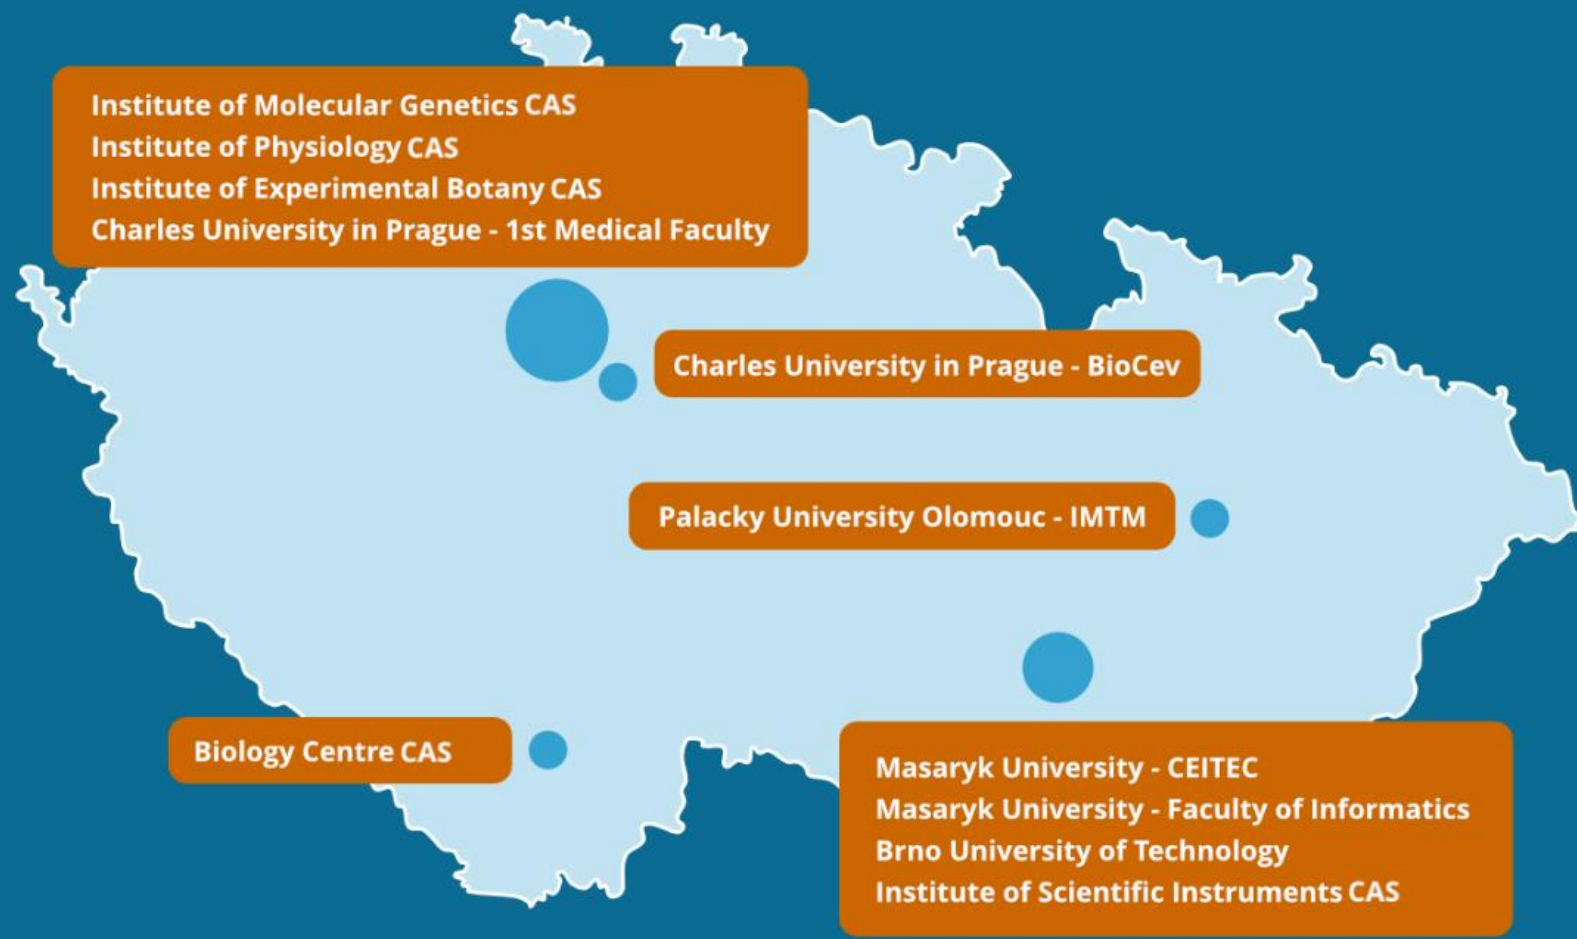 Institute of Molecular Genetics CAS
Institute of Physiology CAS
Institute of Experimental Botany CAS
Charles University in Prague - 1st Medical Faculty
Charles University in Prague - BioCev
Palacky University Olomouc - IMTM
Biology Centre CAS
Masaryk University - CEITEC
Masaryk University - Faculty of Informatics
Brno University of Technology
Institute of Scientific Instruments CAS